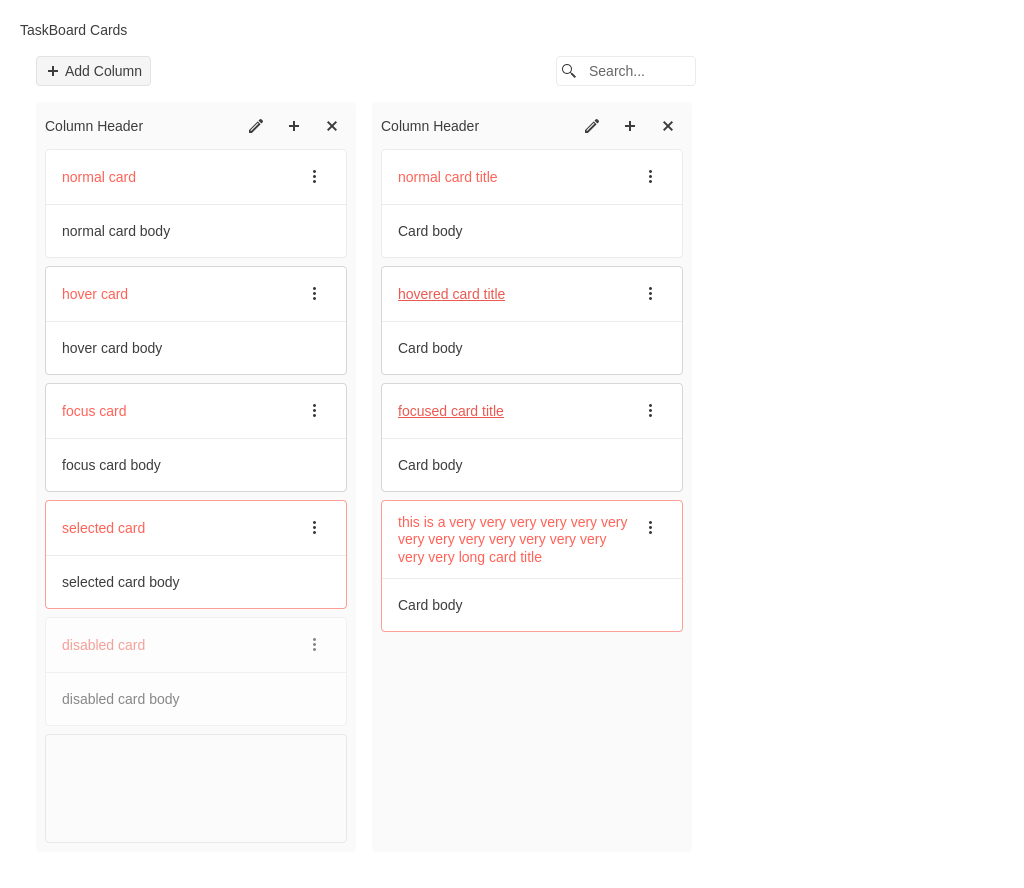 TaskBoard Cards
Add Column
Search...
Column Header
normal card
normal card body
hover card
hover card body
focus card
focus card body
selected card
selected card body
disabled card
disabled card body
Column Header
normal card title
Card body
hovered card title
Card body
focused card title
Card body
this is a very very very very very very
very very very very very very very
very very long card title
Card body